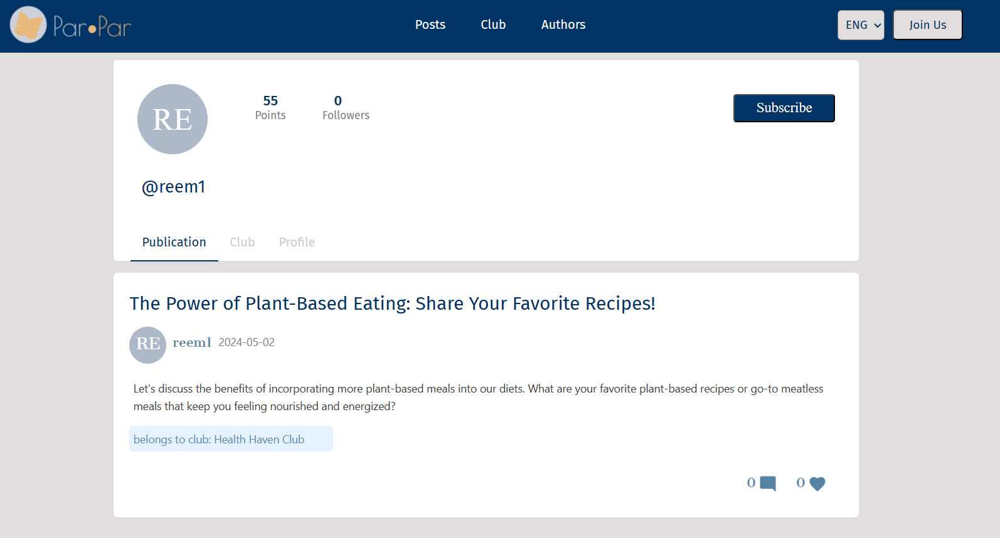 Par•Par
Posts
Club
Authors
ENG
Join Us
RE
55
Points
0
Followers
Subscribe
@reem1
Publication
Club
Profile
The Power of Plant-Based Eating: Share Your Favorite Recipes!
RE
reem1
2024-05-02
Let's discuss the benefits of incorporating more plant-based meals into our diets. What are your favorite plant-based recipes or go-to meatless
meals that keep you feeling nourished and energized?
belongs to club: Health Haven Club
0
0